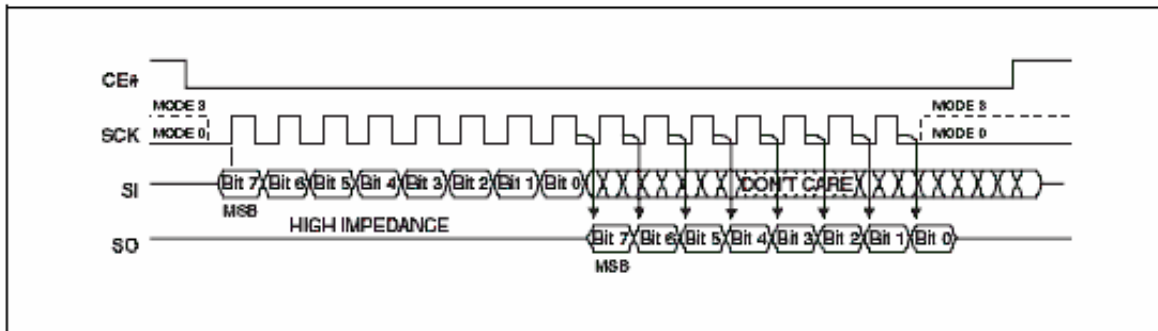 CE#
MODE 3 MODE 3
SCK MODE 0 MODE 0
SI Bit 7 Bit 6 Bit 5 Bit 4 Bit 3 Bit 2 Bit 1 Bit 0 DON'T CARE
MSB
HIGH IMPEDANCE
SO Bit 7 Bit 6 Bit 5 Bit 4 Bit 3 Bit 2 Bit 1 Bit 0
MSB